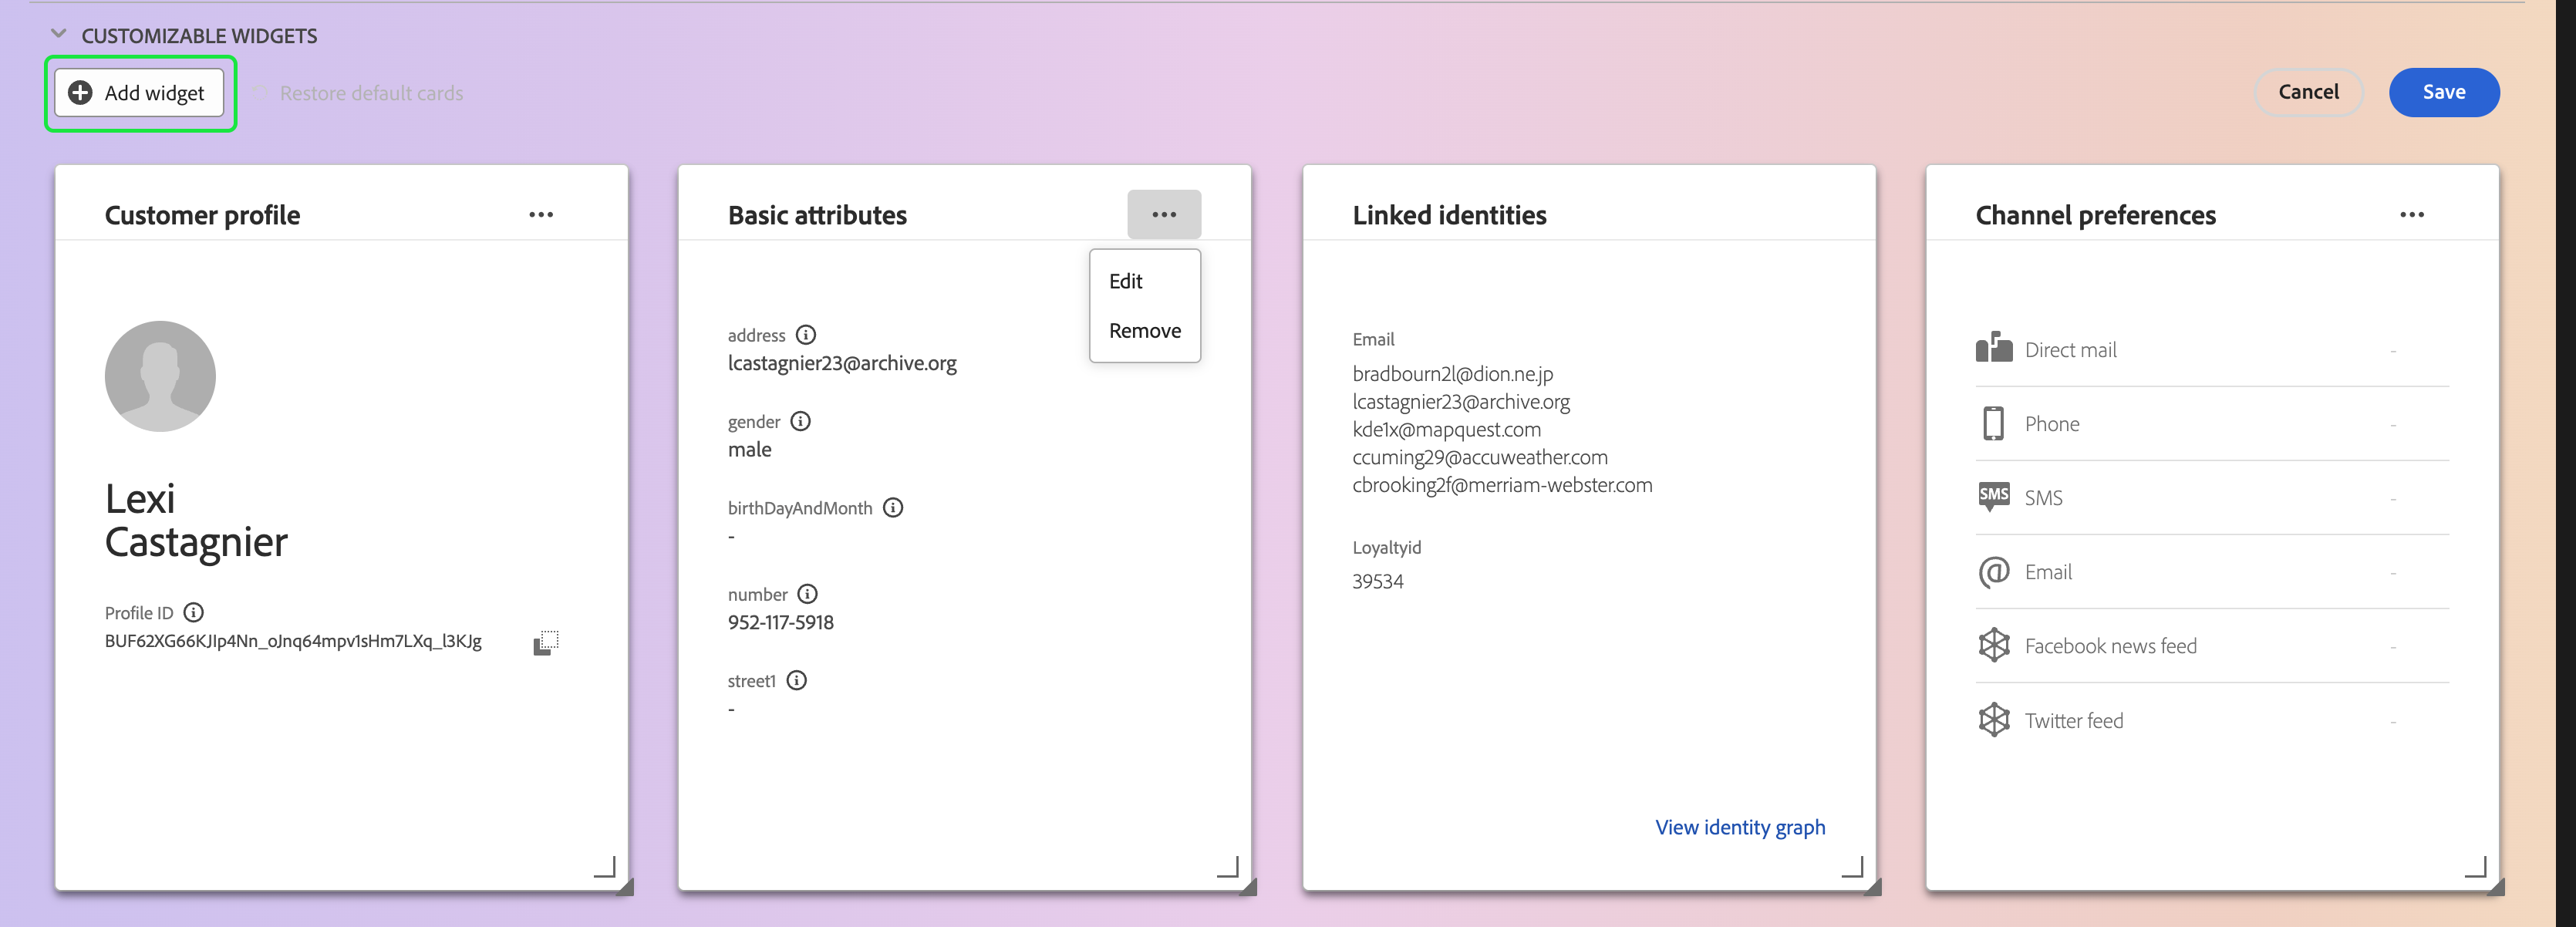 CUSTOMIZABLE WIDGETS
Add widget
Restore default cards
Cancel
Save
Customer profile
Lexi
Castagnier
Profile ID
Basic attributes
Edit
Remove
address
lcastagnier23@archive.org
gender
male
birthDayAndMonth
-
number
952-117-5918
street1
-
Linked identities
Email
bradbourn2l@dion.ne.jp
lcastagnier23@archive.org
kde1x@mapquest.com
ccuming29@accuweather.com
cbrooking2f@merriam-webster.com
Loyaltyid
39534
View identity graph
Channel preferences
Direct mail -
Phone -
SMS SMS -
Email -
Facebook news feed -
Twitter feed -